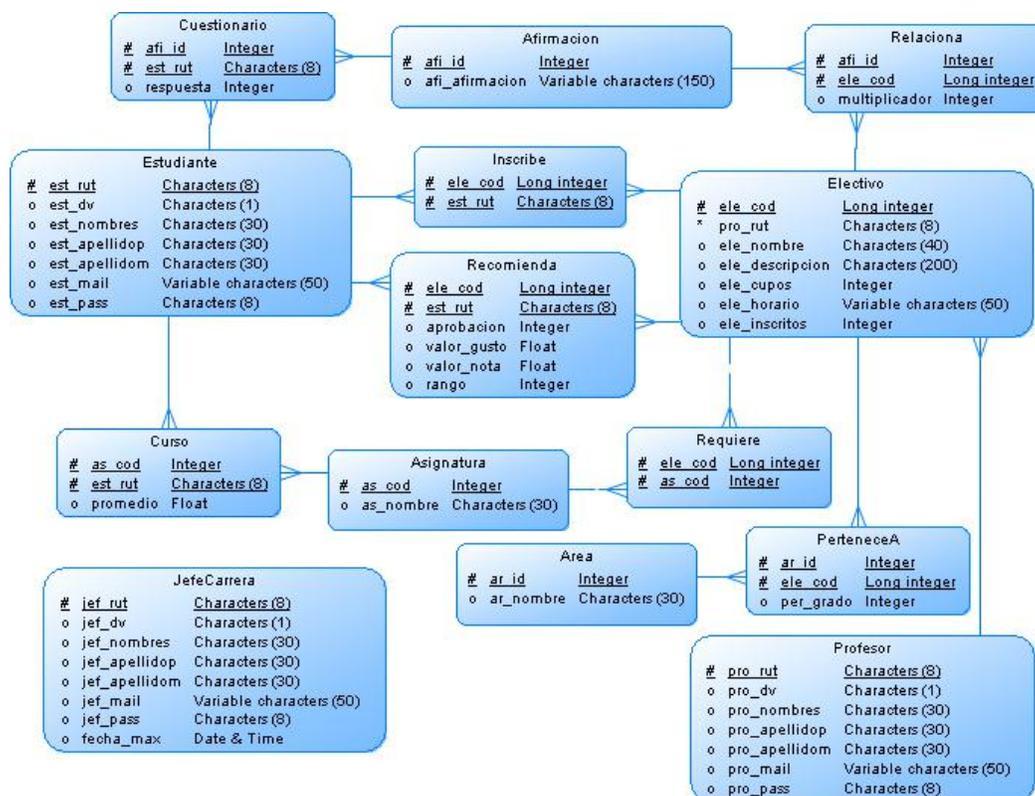 Cuestionario
# afi_id Integer
# est_rut Characters (8)
o respuesta Integer
Afirmacion
# afi_id Integer
o afi_afirmacion Variable characters (150)
Relaciona
# afi_id Integer
# ele_cod Long integer
o multiplicador Integer
Estudiante
# est_rut Characters (8)
o est_dv Characters (1)
o est_nombres Characters (30)
o est_apellidop Characters (30)
o est_apellidom Characters (30)
o est_mail Variable characters (50)
o est_pass Characters (8)
Inscribe
# ele_cod Long integer
# est_rut Characters (8)
Electivo
# ele_cod Long integer
* pro_rut Characters (8)
o ele_nombre Characters (40)
o ele_descripcion Characters (200)
o ele_cupos Integer
o ele_horario Variable characters (50)
o ele_inscritos Integer
Recomienda
# ele_cod Long integer
# est_rut Characters (8)
o aprobacion Integer
o valor_gusto Float
o valor_nota Float
o rango Integer
Curso
# as_cod Integer
# est_rut Characters (8)
o promedio Float
Asignatura
# as_cod Integer
o as_nombre Characters (30)
Requiere
# ele_cod Long integer
# as_cod Integer
Area
# ar_id Integer
o ar_nombre Characters (30)
PerteneceA
# ar_id Integer
# ele_cod Long integer
o per_grado Integer
JefeCarrera
# jef_rut Characters (8)
o jef_dv Characters (1)
o jef_nombres Characters (30)
o jef_apellidop Characters (30)
o jef_apellidom Characters (30)
o jef_mail Variable characters (50)
o jef_pass Characters (8)
o fecha_max Date & Time
Profesor
# pro_rut Characters (8)
o pro_dv Characters (1)
o pro_nombres Characters (30)
o pro_apellidop Characters (30)
o pro_apellidom Characters (30)
o pro_mail Variable characters (50)
o pro_pass Characters (8)